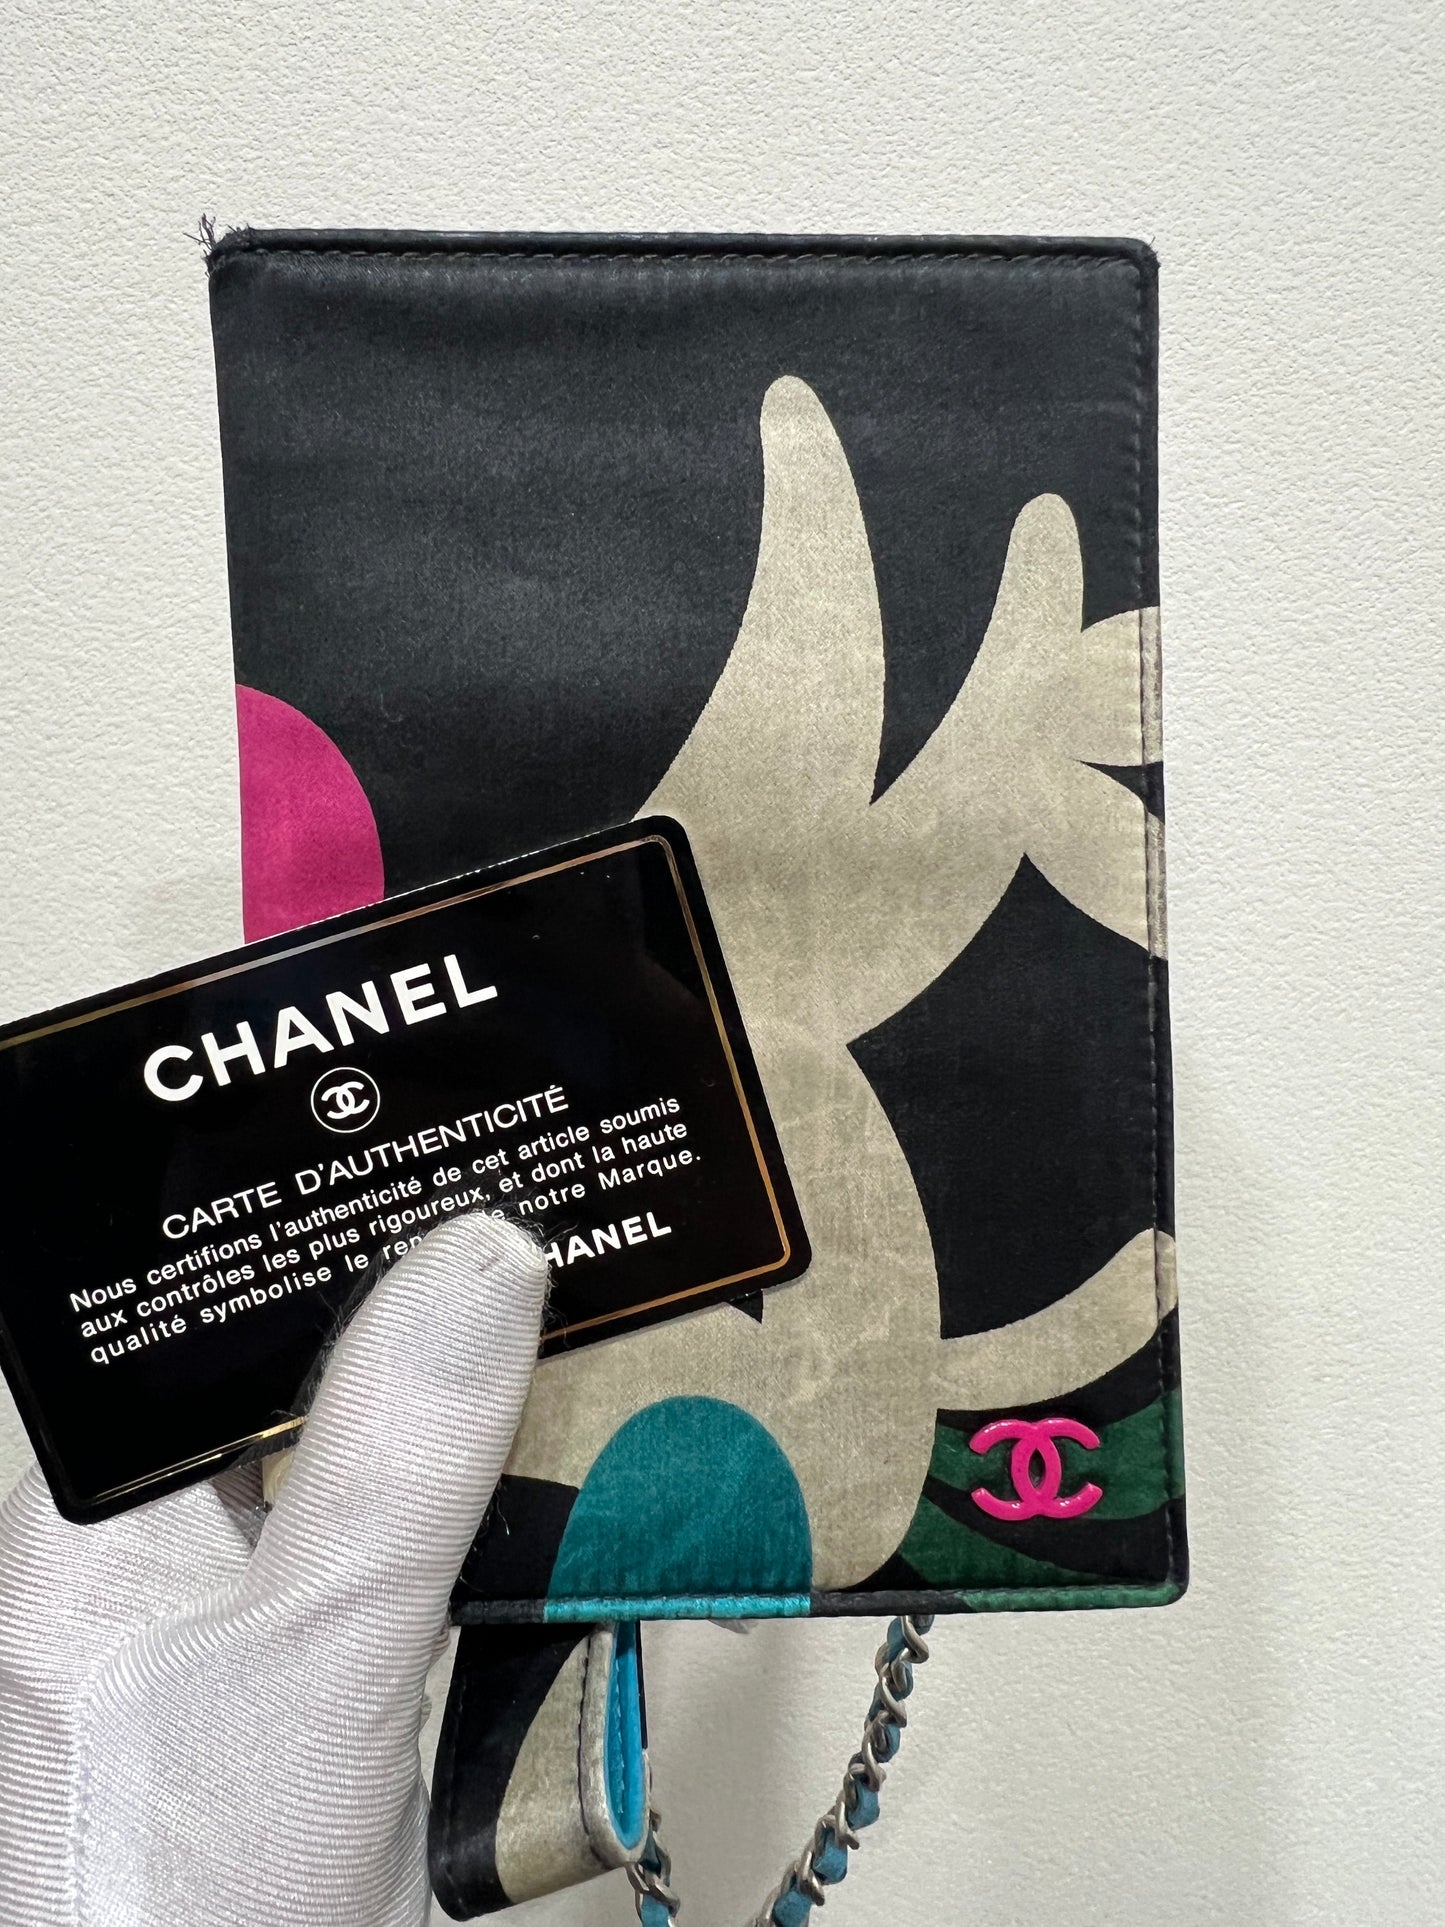 CHANEL
CARTE D'AUTHENTICITÉ
Nous certifions l'authenticité de cet article soumis
aux contrôles les plus rigoureux, et dont la haute
qualité symbolise le notre Marque.
HANEL